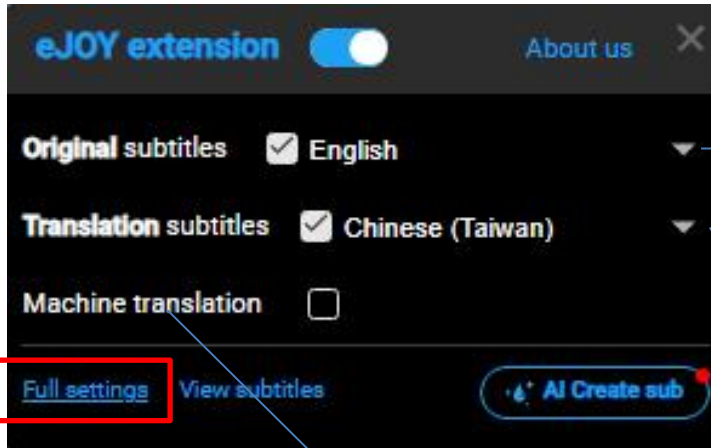 eJOY extension About us
Original subtitles English
Translation subtitles Chinese (Taiwan)
Machine translation
Full settings View subtitles AI Create sub